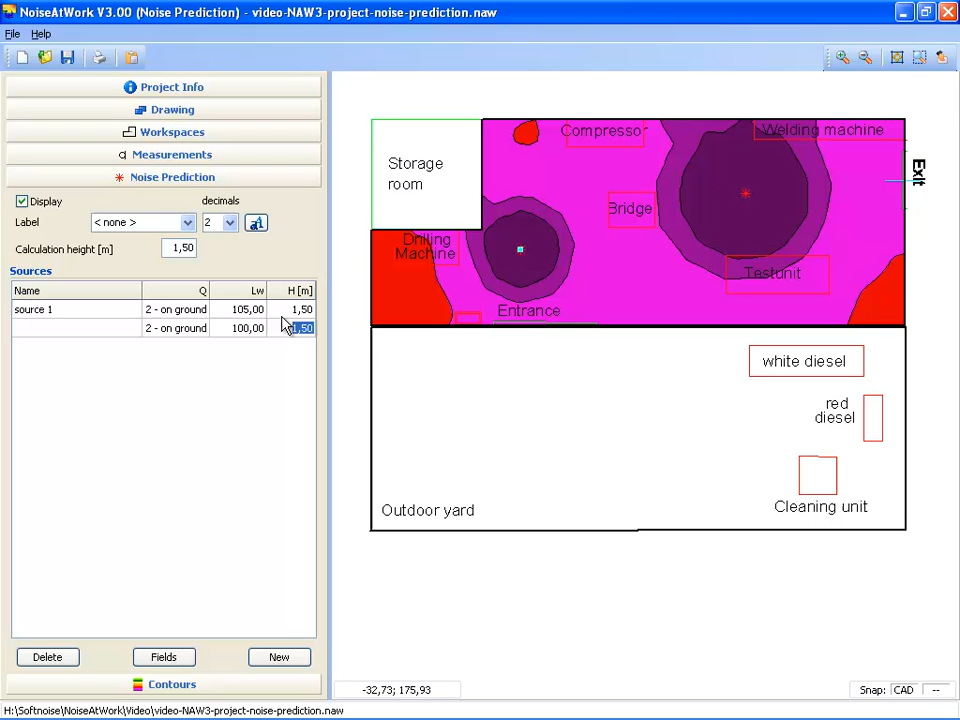 NoiseAtWork V3.00 (Noise Prediction) - video-NAW3-project-noise-prediction.naw
File Help
Project Info
Drawing
Workspaces
Measurements
Noise Prediction
Display decimals
Label < none > 2
Calculation height [m] 1,50
Sources
Name Q Lw H [m]
source 1 2 - on ground 105,00 1,50
2 - on ground 100,00 1,50
Delete Fields New
Contours
Storage
room
Compressor
Welding machine
Exit
Bridge
Drilling
Machine
Testunit
Entrance
white diesel
red
diesel
Cleaning unit
Outdoor yard
-32,73; 175,93
Snap: CAD --
H:\Softnoise\NoiseAtWork\Video\video-NAW3-project-noise-prediction.naw